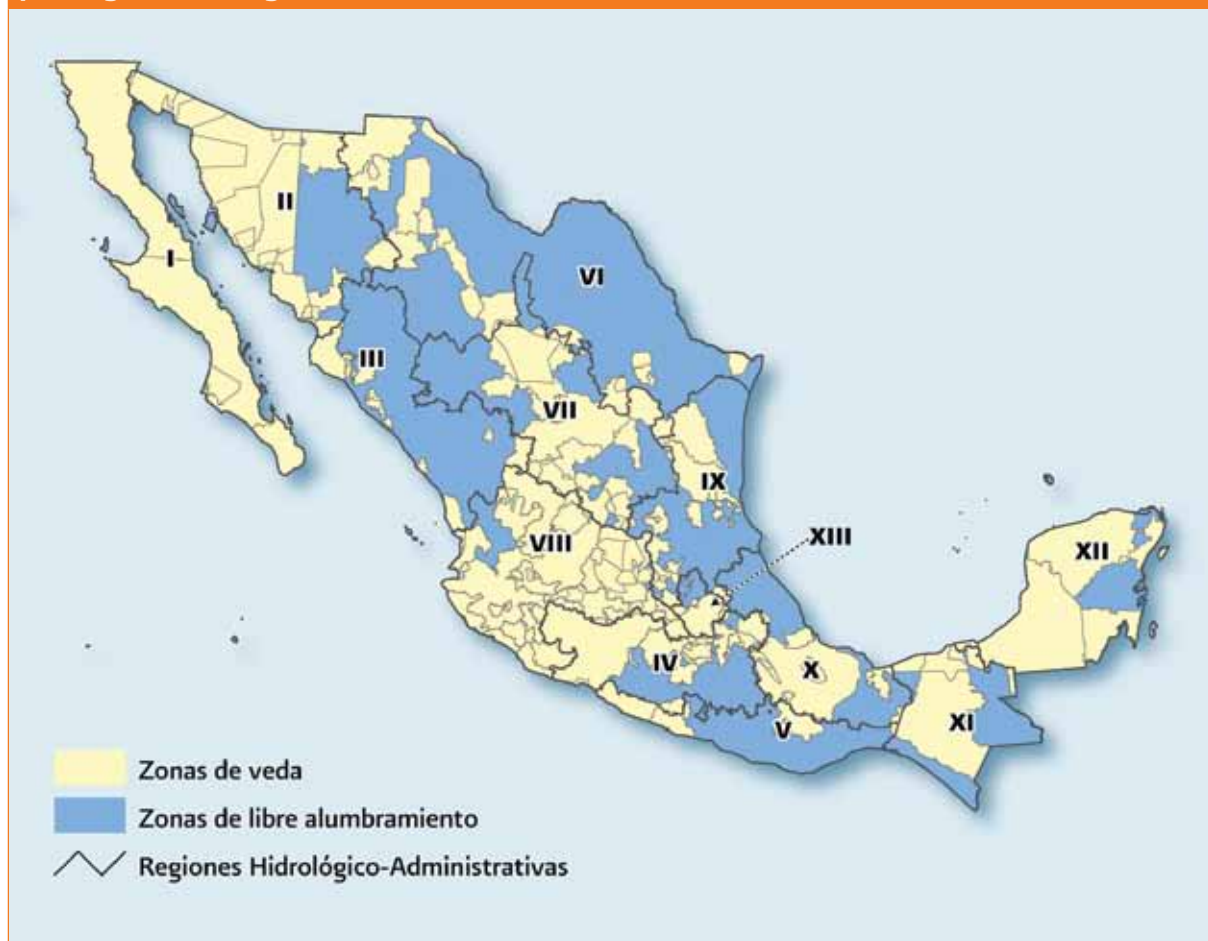 I
II
III
VI
VII
IX
VIII
XIII
XII
IV
X
V
XI
Zonas de veda
Zonas de libre alumbramiento
Regiones Hidrológico-Administrativas